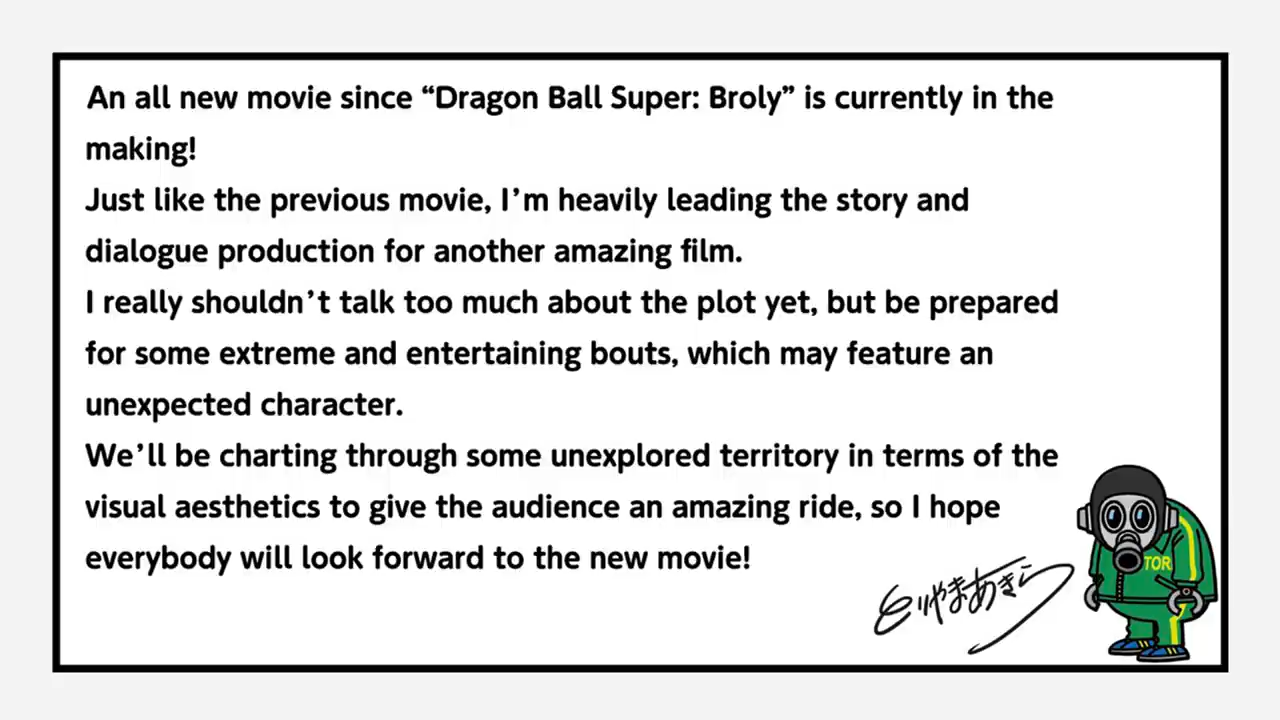 An all new movie since “Dragon Ball Super: Broly” is currently in the
making!
Just like the previous movie, I’m heavily leading the story and
dialogue production for another amazing film.
I really shouldn’t talk too much about the plot yet, but be prepared
for some extreme and entertaining bouts, which may feature an
unexpected character.
We’ll be charting through some unexplored territory in terms of the
visual aesthetics to give the audience an amazing ride, so I hope
everybody will look forward to the new movie!
とりやまあきら
TOR